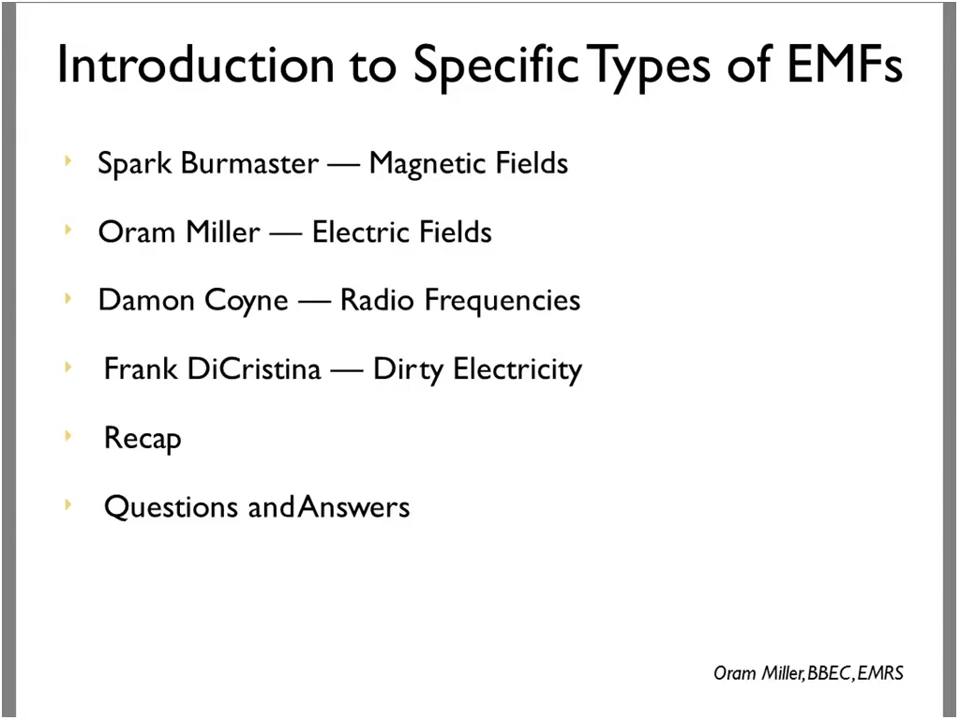 Introduction to Specific Types of EMFs
Spark Burmaster — Magnetic Fields
Oram Miller — Electric Fields
Damon Coyne — Radio Frequencies
Frank DiCristina — Dirty Electricity
Recap
Questions and Answers
Oram Miller, BBEC, EMRS